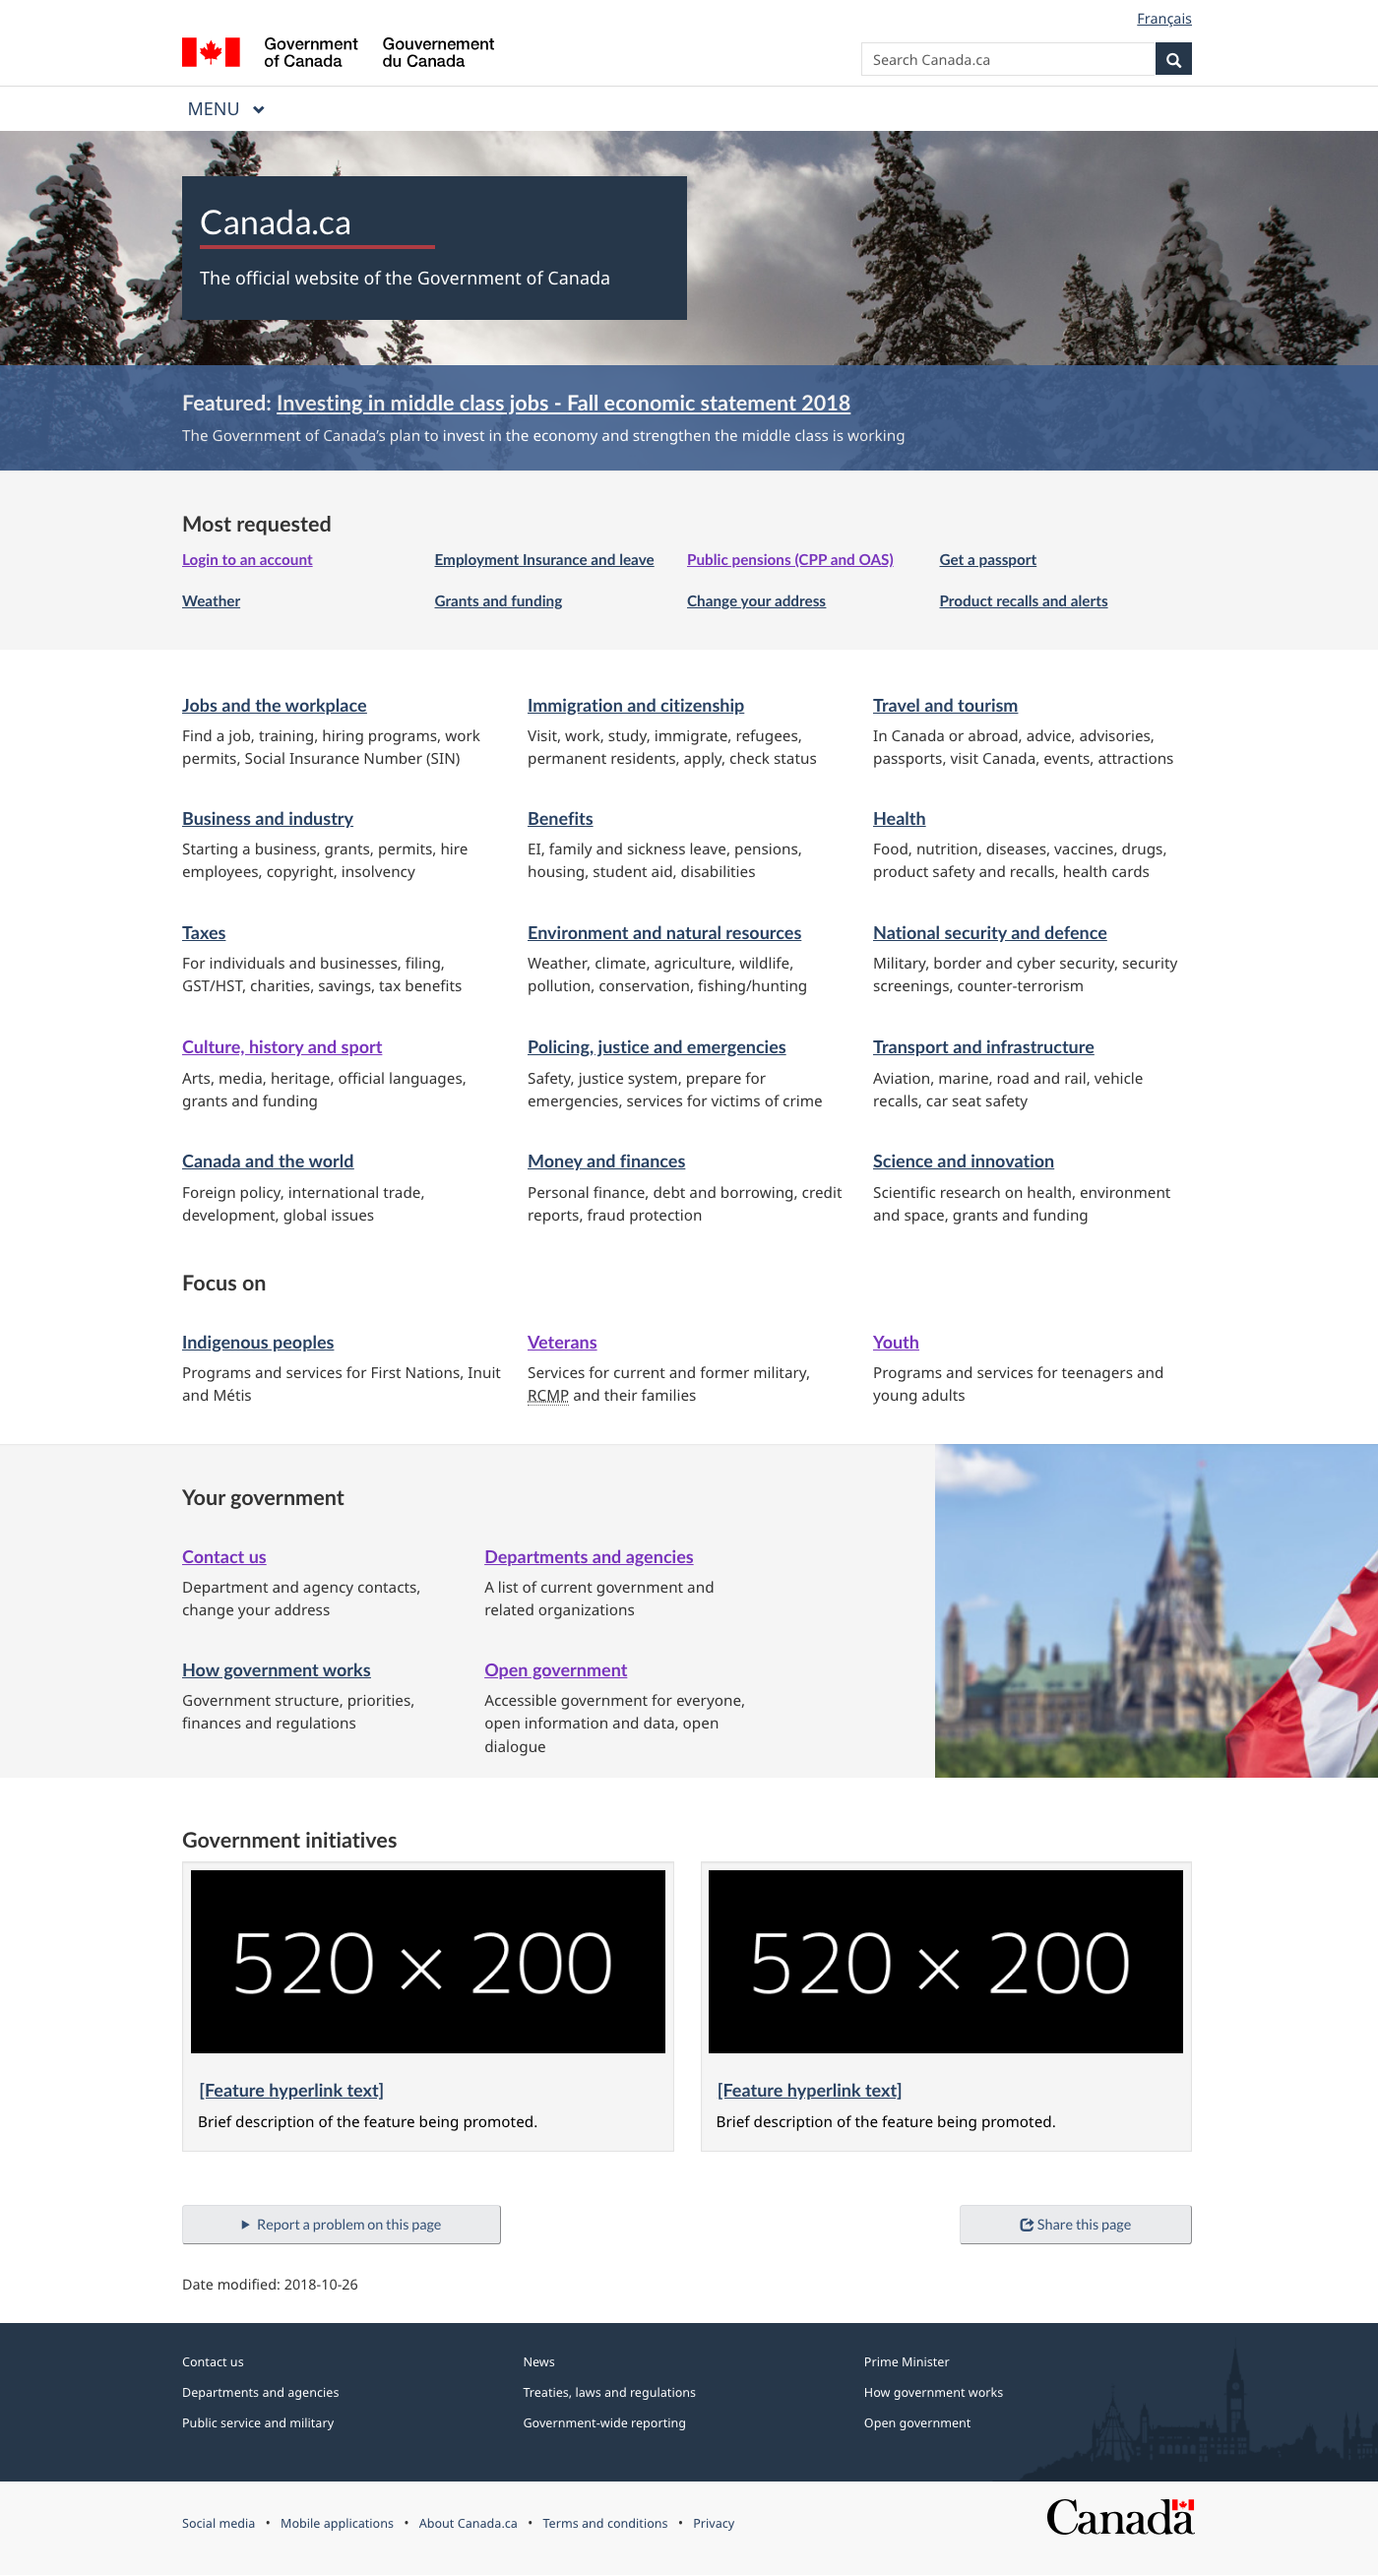 Français
Government
of Canada
Gouvernement
du Canada
Search Canada.ca
MENU
Canada.ca
The official website of the Government of Canada
Featured: Investing in middle class jobs - Fall economic statement 2018
The Government of Canada’s plan to invest in the economy and strengthen the middle class is working
Most requested
Login to an account
Employment Insurance and leave
Public pensions (CPP and OAS)
Get a passport
Weather
Grants and funding
Change your address
Product recalls and alerts
Jobs and the workplace
Find a job, training, hiring programs, work
permits, Social Insurance Number (SIN)
Immigration and citizenship
Visit, work, study, immigrate, refugees,
permanent residents, apply, check status
Travel and tourism
In Canada or abroad, advice, advisories,
passports, visit Canada, events, attractions
Business and industry
Starting a business, grants, permits, hire
employees, copyright, insolvency
Benefits
EI, family and sickness leave, pensions,
housing, student aid, disabilities
Health
Food, nutrition, diseases, vaccines, drugs,
product safety and recalls, health cards
Taxes
For individuals and businesses, filing,
GST/HST, charities, savings, tax benefits
Environment and natural resources
Weather, climate, agriculture, wildlife,
pollution, conservation, fishing/hunting
National security and defence
Military, border and cyber security, security
screenings, counter-terrorism
Culture, history and sport
Arts, media, heritage, official languages,
grants and funding
Policing, justice and emergencies
Safety, justice system, prepare for
emergencies, services for victims of crime
Transport and infrastructure
Aviation, marine, road and rail, vehicle
recalls, car seat safety
Canada and the world
Foreign policy, international trade,
development, global issues
Money and finances
Personal finance, debt and borrowing, credit
reports, fraud protection
Science and innovation
Scientific research on health, environment
and space, grants and funding
Focus on
Indigenous peoples
Programs and services for First Nations, Inuit
and Métis
Veterans
Services for current and former military,
RCMP and their families
Youth
Programs and services for teenagers and
young adults
Your government
Contact us
Department and agency contacts,
change your address
Departments and agencies
A list of current government and
related organizations
How government works
Government structure, priorities,
finances and regulations
Open government
Accessible government for everyone,
open information and data, open
dialogue
Government initiatives
520 × 200
[Feature hyperlink text]
Brief description of the feature being promoted.
520 × 200
[Feature hyperlink text]
Brief description of the feature being promoted.
Report a problem on this page
Share this page
Date modified: 2018-10-26
Contact us
News
Prime Minister
Departments and agencies
Treaties, laws and regulations
How government works
Public service and military
Government-wide reporting
Open government
Social media • Mobile applications • About Canada.ca • Terms and conditions • Privacy
Canada